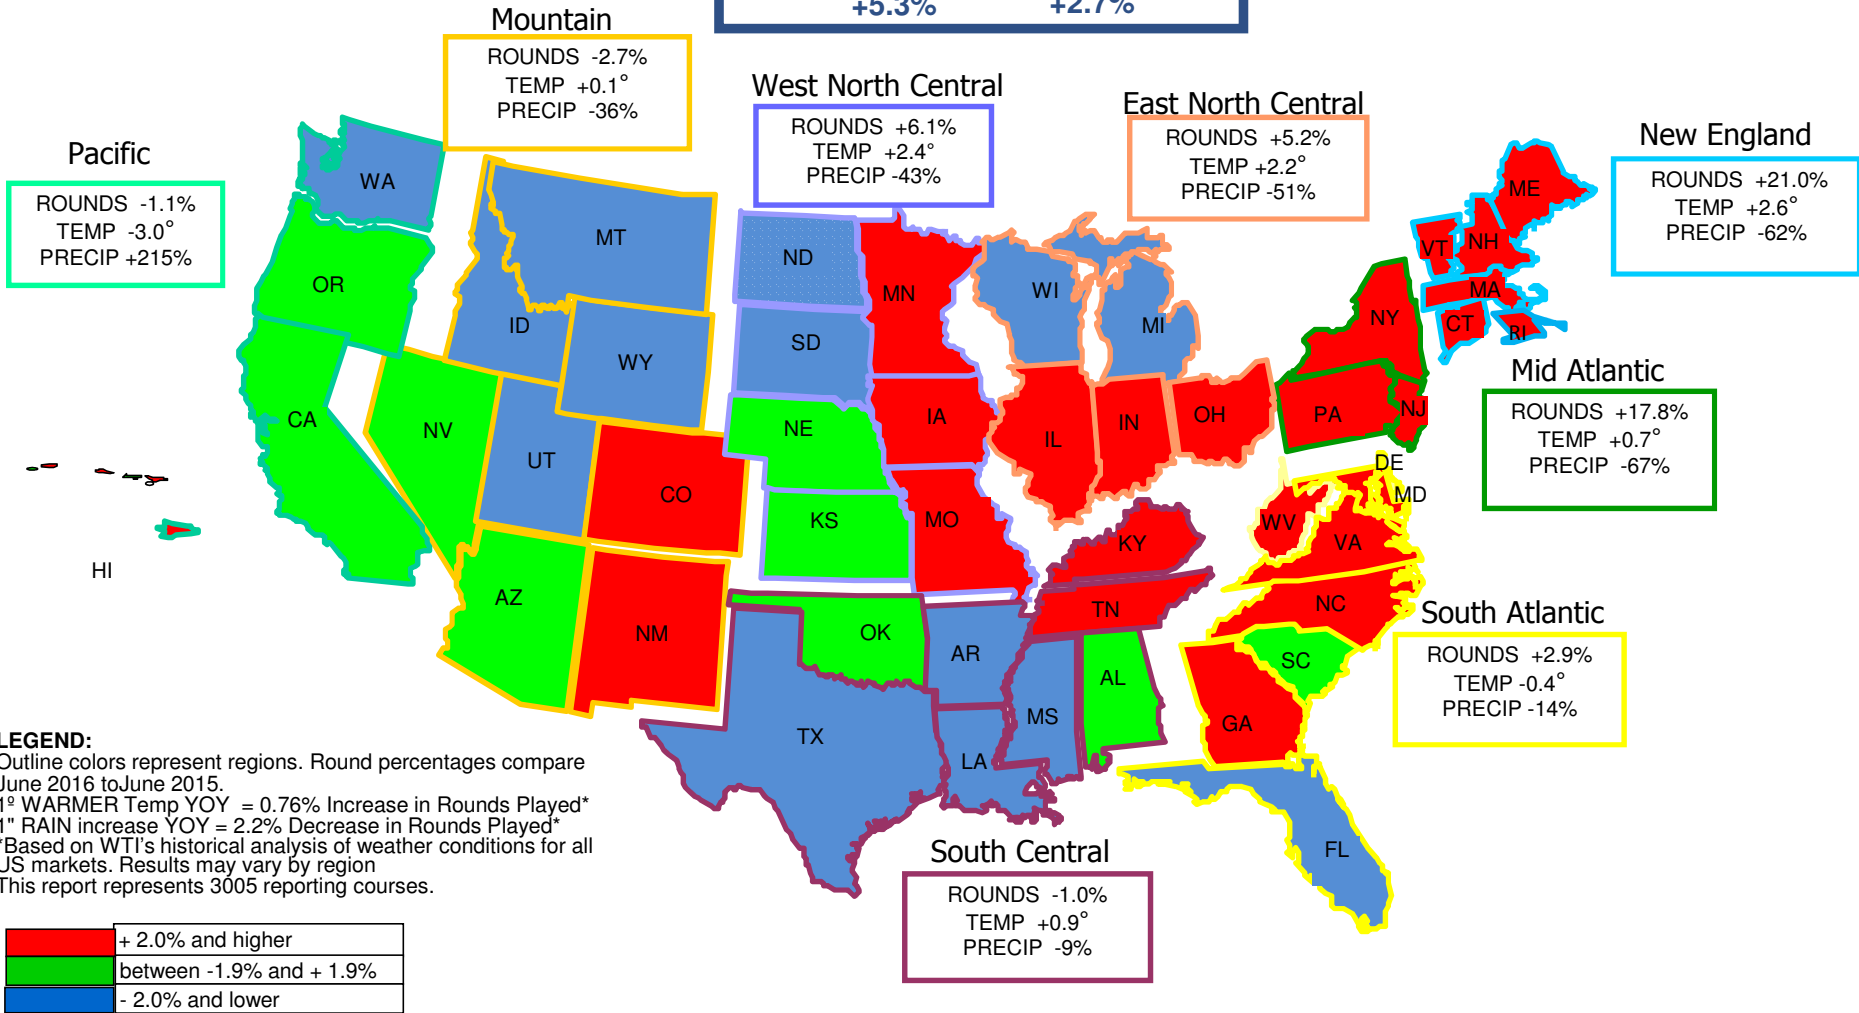 +5.3% +2.7%
Mountain
ROUNDS -2.7%
TEMP +0.1°
PRECIP -36%
West North Central
ROUNDS +6.1%
TEMP +2.4°
PRECIP -43%
East North Central
ROUNDS +5.2%
TEMP +2.2°
PRECIP -51%
New England
ROUNDS +21.0%
TEMP +2.6°
PRECIP -62%
Pacific
ROUNDS -1.1%
TEMP -3.0°
PRECIP +215%
Mid Atlantic
ROUNDS +17.8%
TEMP +0.7°
PRECIP -67%
South Atlantic
ROUNDS +2.9%
TEMP -0.4°
PRECIP -14%
South Central
ROUNDS -1.0%
TEMP +0.9°
PRECIP -9%
WA
OR
CA
HI
MT
ID
WY
NV
UT
CO
AZ
NM
ND
SD
NE
KS
MN
IA
MO
WI
MI
IL
IN
OH
KY
TN
OK
AR
TX
LA
MS
AL
ME
VT
NH
MA
CT
RI
NY
PA
NJ
DE
MD
WV
VA
NC
SC
GA
FL
LEGEND:
Outline colors represent regions. Round percentages compare
June 2016 toJune 2015.
1º WARMER Temp YOY = 0.76% Increase in Rounds Played*
1" RAIN increase YOY = 2.2% Decrease in Rounds Played*
*Based on WTI's historical analysis of weather conditions for all
US markets. Results may vary by region
This report represents 3005 reporting courses.
+ 2.0% and higher
between -1.9% and + 1.9%
- 2.0% and lower